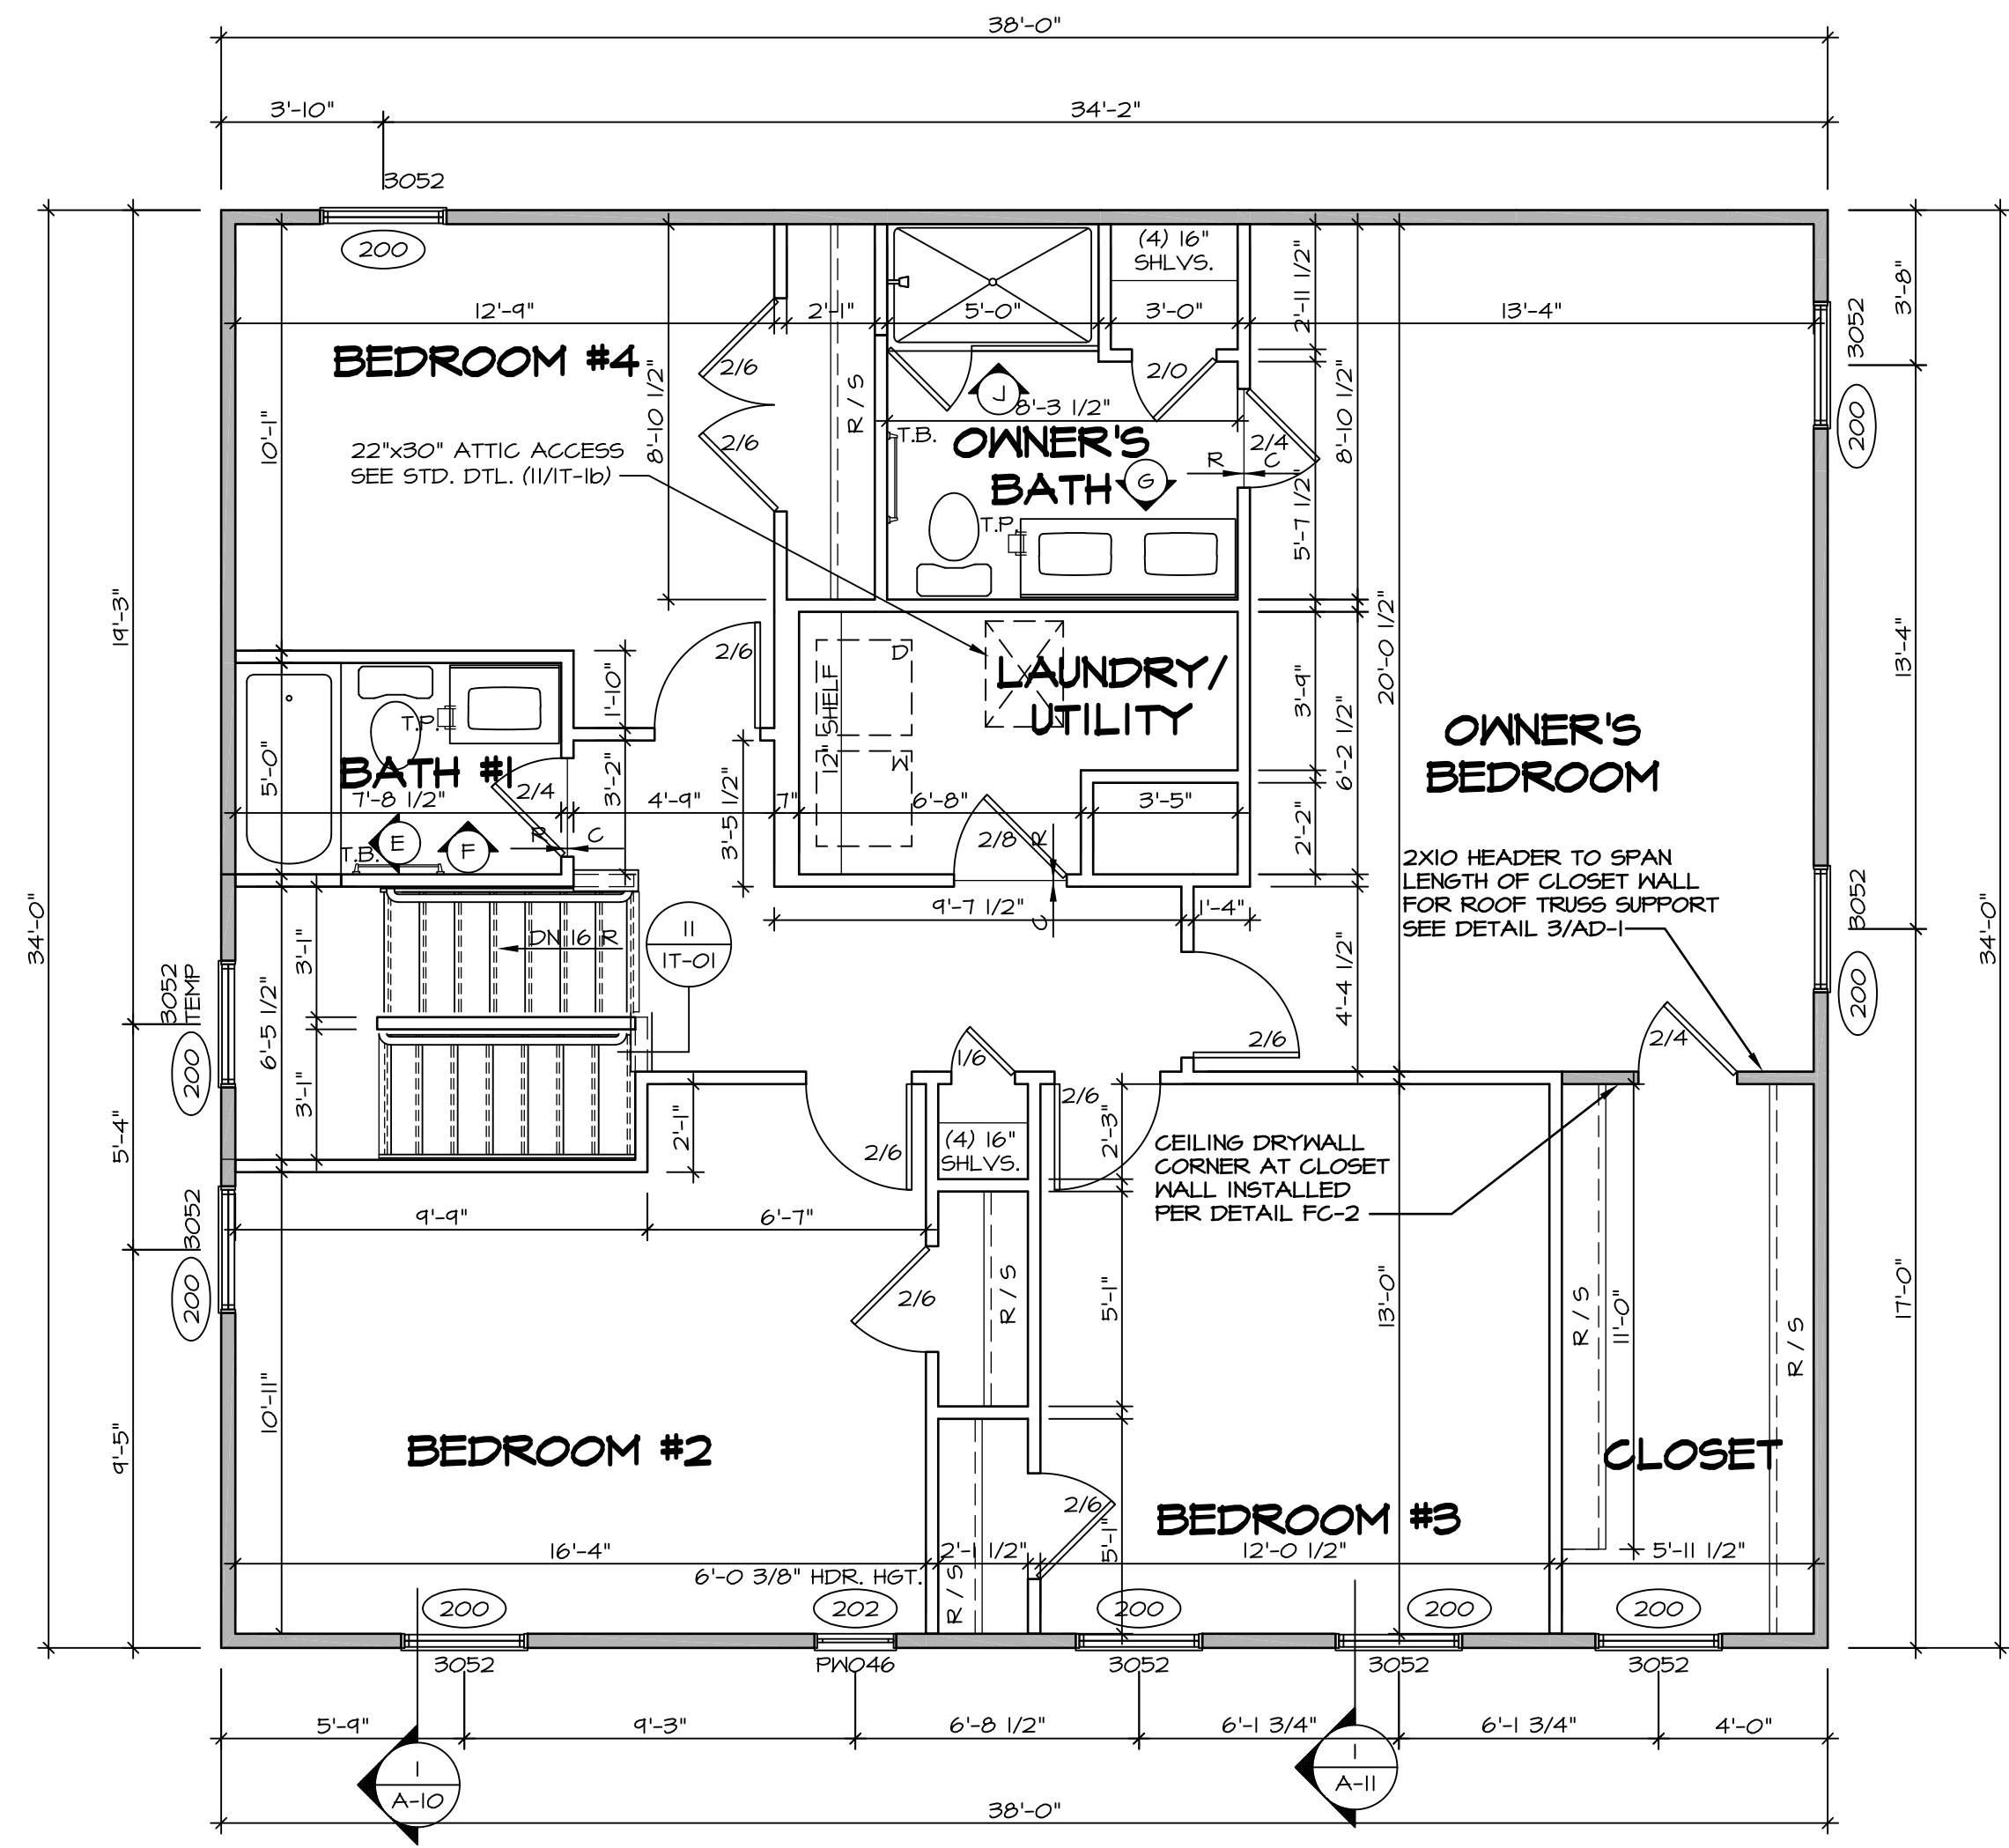 38'-0"
3'-10"
34'-2"
3052
200
(4) 16"
SHLVS.
12'-9"
2'-1"
5'-0"
3'-0"
13'-4"
2'-11 1/2"
3'-8"
3052
200
BEDROOM #4
2/6
2/6
R / S
8'-10 1/2"
10'-1"
J
2/0
8'-3 1/2"
8'-10 1/2"
22"x30" ATTIC ACCESS
SEE STD. DTL. (11/1T-1b)
T.B.
OWNER'S
BATH
G
2/4
R
C
T.P.
5'-7 1/2"
19'-3"
20'-0 1/2"
13'-4"
2/6
1'-10"
D
W
12" SHELF
LAUNDRY/
UTILITY
3'-9"
6'-2 1/2"
OWNER'S
BEDROOM
T.P.
BATH #1
5'-0"
7'-8 1/2"
2/4
3'-2"
4'-9"
3'-5 1/2"
7"
6'-8"
3'-5"
2/8
R
C
2'-2"
E
F
T.B.
R
C
2X10 HEADER TO SPAN
LENGTH OF CLOSET WALL
FOR ROOF TRUSS SUPPORT
SEE DETAIL 3/AD-1
3052
200
34'-0"
34'-0"
9'-7 1/2"
1'-4"
DN 16 R
11
1T-01
3'-1"
3052
TEMP
200
6'-5 1/2"
3'-1"
4'-4 1/2"
1/6
2/6
2/4
5'-4"
2'-1"
2/6
(4) 16"
SHLVS.
2/6
2'-3"
CEILING DRYWALL
CORNER AT CLOSET
WALL INSTALLED
PER DETAIL FC-2
3052
200
9'-9"
6'-7"
2/6
R / S
5'-1"
13'-0"
R / S
11'-0"
R / S
17'-0"
10'-11"
9'-5"
BEDROOM #2
CLOSET
2/6
BEDROOM #3
5'-1"
16'-4"
2'-1 1/2"
12'-0 1/2"
5'-11 1/2"
6'-0 3/8" HDR. HGT.
R / S
200
202
200
200
200
3052
PW046
3052
3052
3052
5'-9"
9'-3"
6'-8 1/2"
6'-1 3/4"
6'-1 3/4"
4'-0"
1
A-10
1
A-11
38'-0"